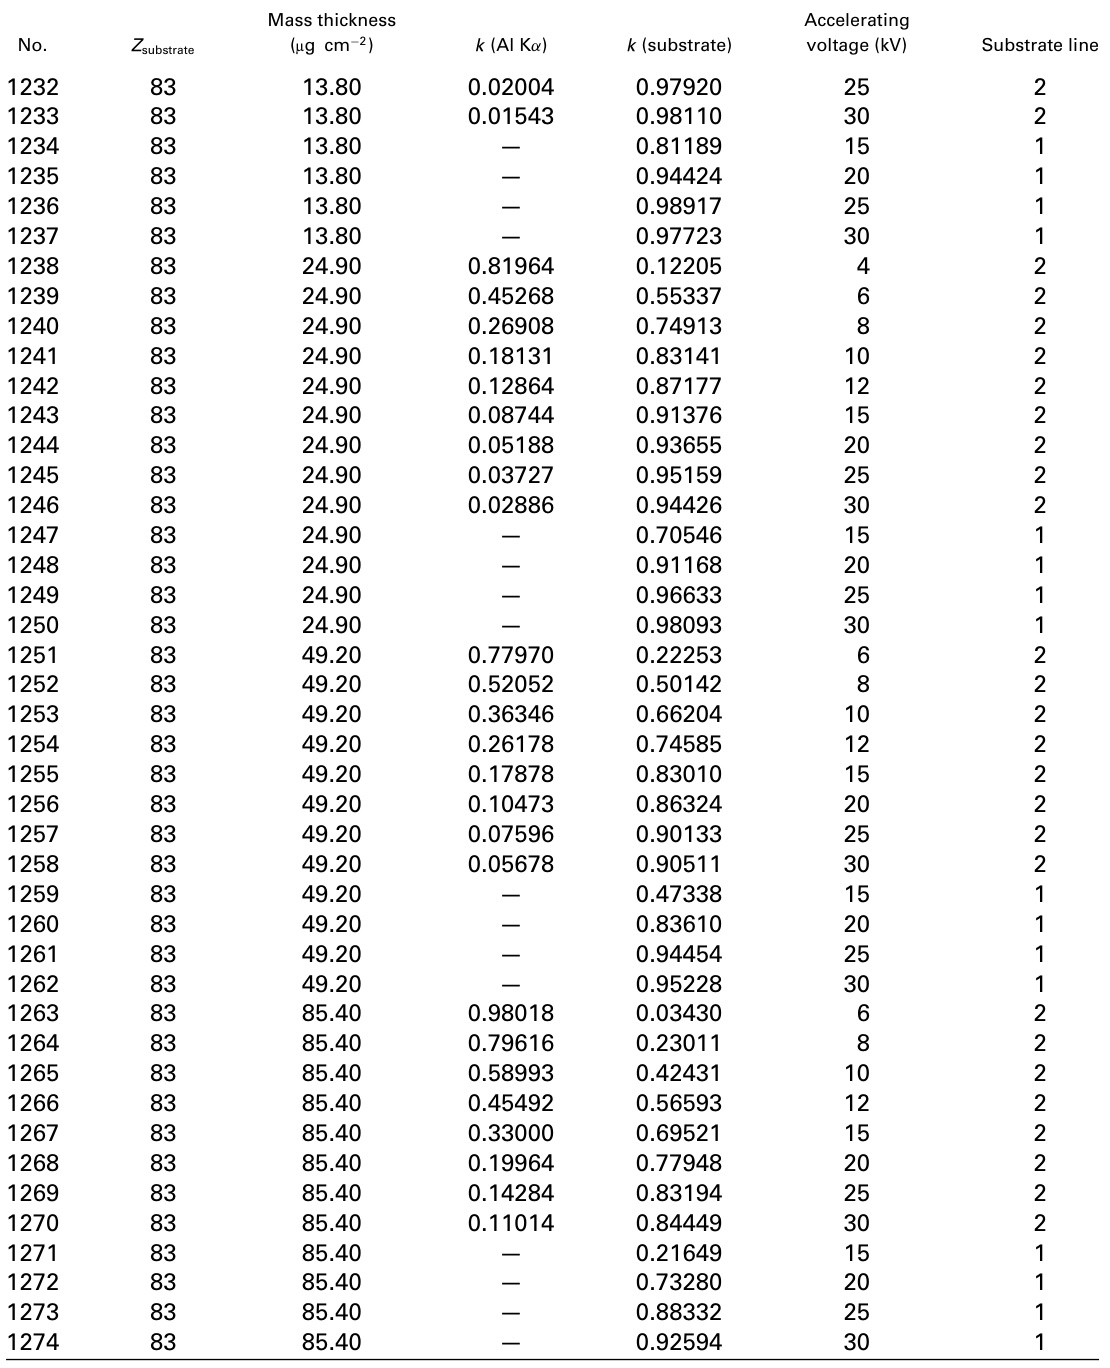 Mass thickness Accelerating
No. Zsubstrate (μg cm−2) k (Al Kα) k (substrate) voltage (kV) Substrate line
1232 83 13.80 0.02004 0.97920 25 2
1233 83 13.80 0.01543 0.98110 30 2
1234 83 13.80 — 0.81189 15 1
1235 83 13.80 — 0.94424 20 1
1236 83 13.80 — 0.98917 25 1
1237 83 13.80 — 0.97723 30 1
1238 83 24.90 0.81964 0.12205 4 2
1239 83 24.90 0.45268 0.55337 6 2
1240 83 24.90 0.26908 0.74913 8 2
1241 83 24.90 0.18131 0.83141 10 2
1242 83 24.90 0.12864 0.87177 12 2
1243 83 24.90 0.08744 0.91376 15 2
1244 83 24.90 0.05188 0.93655 20 2
1245 83 24.90 0.03727 0.95159 25 2
1246 83 24.90 0.02886 0.94426 30 2
1247 83 24.90 — 0.70546 15 1
1248 83 24.90 — 0.91168 20 1
1249 83 24.90 — 0.96633 25 1
1250 83 24.90 — 0.98093 30 1
1251 83 49.20 0.77970 0.22253 6 2
1252 83 49.20 0.52052 0.50142 8 2
1253 83 49.20 0.36346 0.66204 10 2
1254 83 49.20 0.26178 0.74585 12 2
1255 83 49.20 0.17878 0.83010 15 2
1256 83 49.20 0.10473 0.86324 20 2
1257 83 49.20 0.07596 0.90133 25 2
1258 83 49.20 0.05678 0.90511 30 2
1259 83 49.20 — 0.47338 15 1
1260 83 49.20 — 0.83610 20 1
1261 83 49.20 — 0.94454 25 1
1262 83 49.20 — 0.95228 30 1
1263 83 85.40 0.98018 0.03430 6 2
1264 83 85.40 0.79616 0.23011 8 2
1265 83 85.40 0.58993 0.42431 10 2
1266 83 85.40 0.45492 0.56593 12 2
1267 83 85.40 0.33000 0.69521 15 2
1268 83 85.40 0.19964 0.77948 20 2
1269 83 85.40 0.14284 0.83194 25 2
1270 83 85.40 0.11014 0.84449 30 2
1271 83 85.40 — 0.21649 15 1
1272 83 85.40 — 0.73280 20 1
1273 83 85.40 — 0.88332 25 1
1274 83 85.40 — 0.92594 30 1